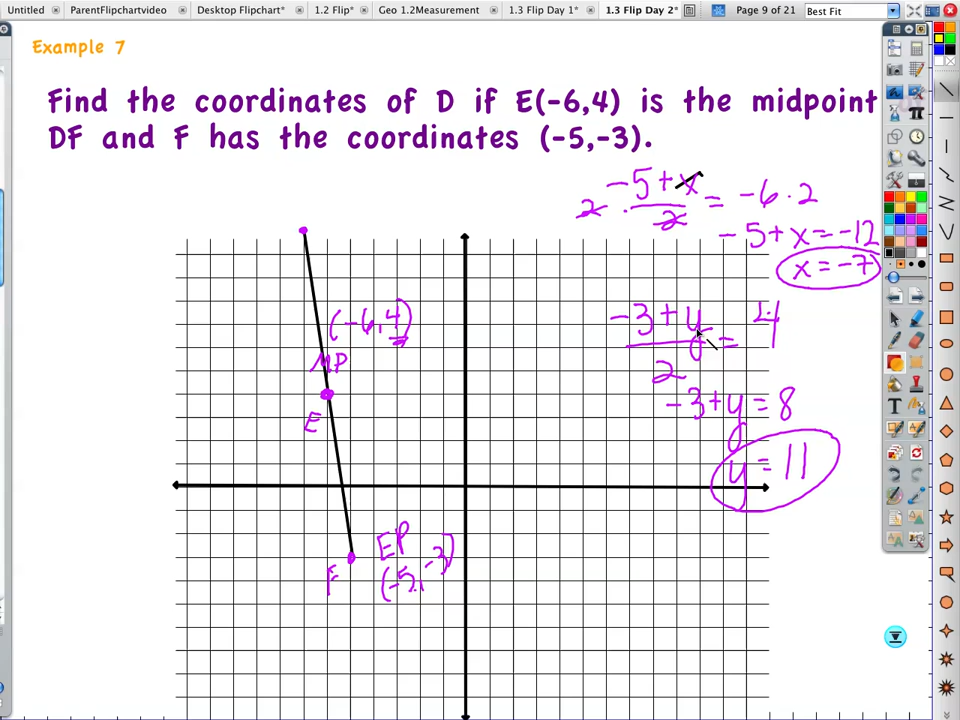 Untitled ParentFlipchartvideo Desktop Flipchart* 1.2 Flip* Geo 1.2Measurement 1.3 Flip Day 1* 1.3 Flip Day 2* Page 9 of 21 Best Fit
Example 7
Find the coordinates of D if E(-6,4) is the midpoint
DF and F has the coordinates (-5,-3).
2 · -5+x/2 = -6·2
-5+x=-12
x=-7
-3+y/2 = 4
-3+y=8
y=11
(-6,4)
MP
E
EP
F (-5,-3)